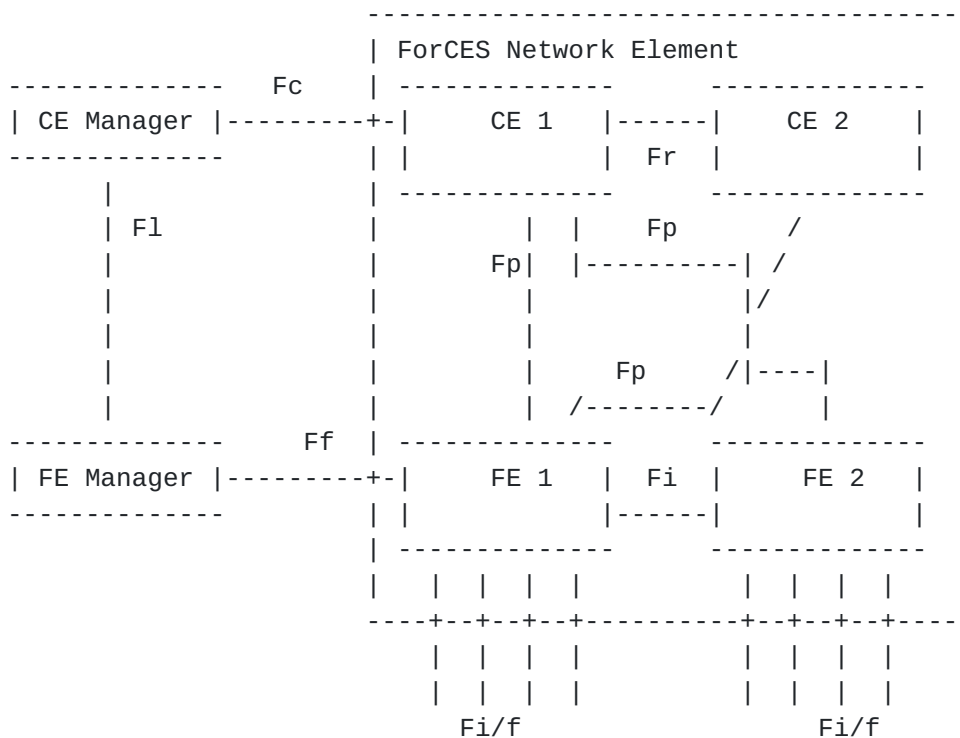 ForCES Network Element
Fc
CE Manager CE 1 CE 2
Fr
Fl Fp
Fp
Fp
Ff
FE Manager FE 1 Fi FE 2
Fi/f Fi/f